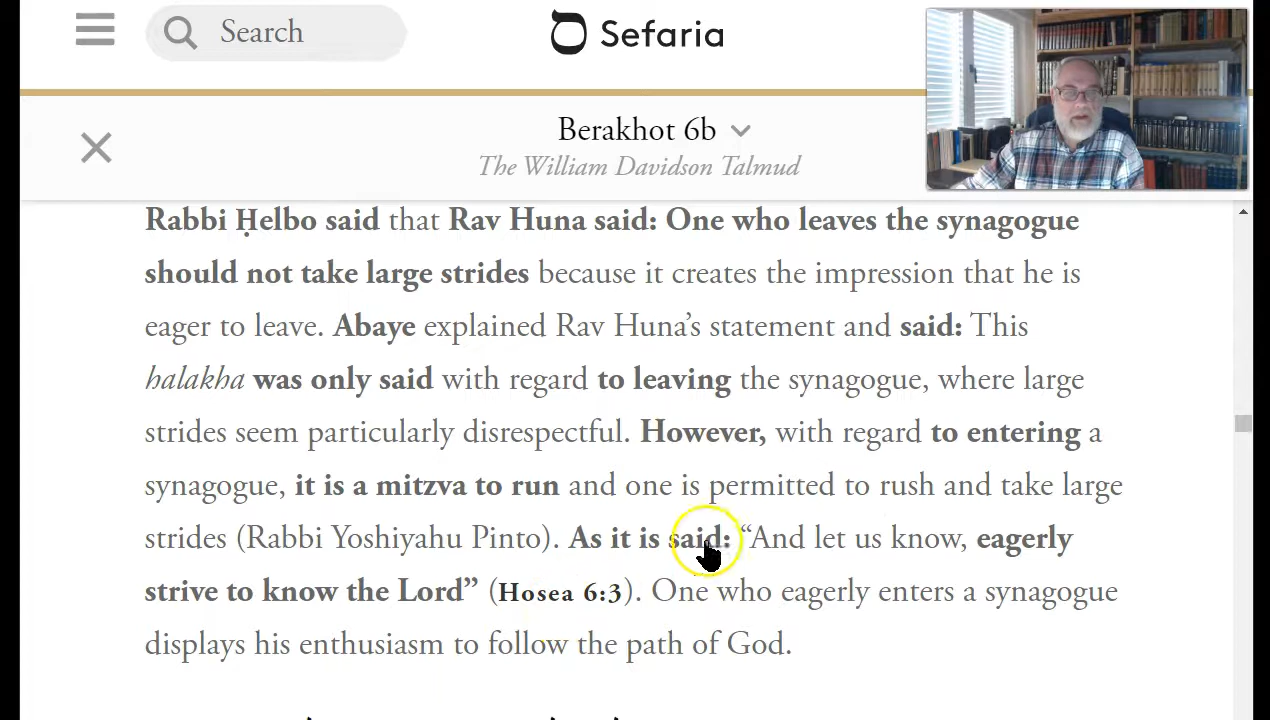 Search
Sefaria
Berakhot 6b
The William Davidson Talmud
Rabbi Ḥelbo said that Rav Huna said: One who leaves the synagogue
should not take large strides because it creates the impression that he is
eager to leave. Abaye explained Rav Huna’s statement and said: This
halakha was only said with regard to leaving the synagogue, where large
strides seem particularly disrespectful. However, with regard to entering a
synagogue, it is a mitzva to run and one is permitted to rush and take large
strides (Rabbi Yoshiyahu Pinto). As it is said: “And let us know, eagerly
strive to know the Lord” (Hosea 6:3). One who eagerly enters a synagogue
displays his enthusiasm to follow the path of God.